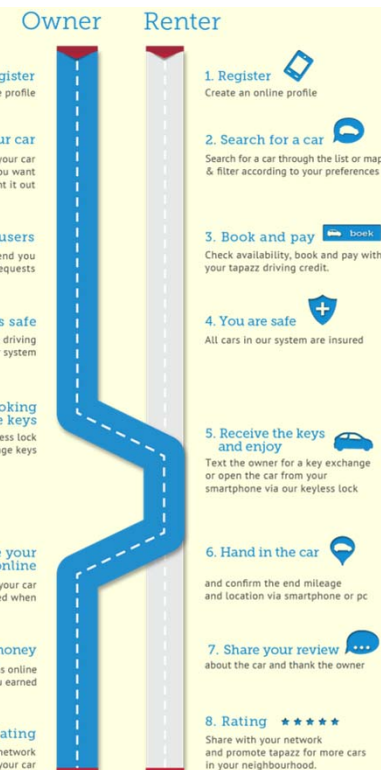 Owner
Renter
gister
profile
ur car
your car
ou want
it out
users
end you
equests
safe
driving
system
oking
keys
ess lock
ge keys
your
online
your car
ed when
noney
s online
earned
ating
network
your car
1. Register
Create an online profile
2. Search for a car
Search for a car through the list or map
& filter according to your preferences
3. Book and pay
book
Check availability, book and pay with
your tapazz driving credit.
4. You are safe
All cars in our system are insured
5. Receive the keys
and enjoy
Text the owner for a key exchange
or open the car from your
smartphone via our keyless lock
6. Hand in the car
and confirm the end mileage
and location via smartphone or pc
7. Share your review
about the car and thank the owner
8. Rating
Share with your network
and promote tapazz for more cars
in your neighbourhood.